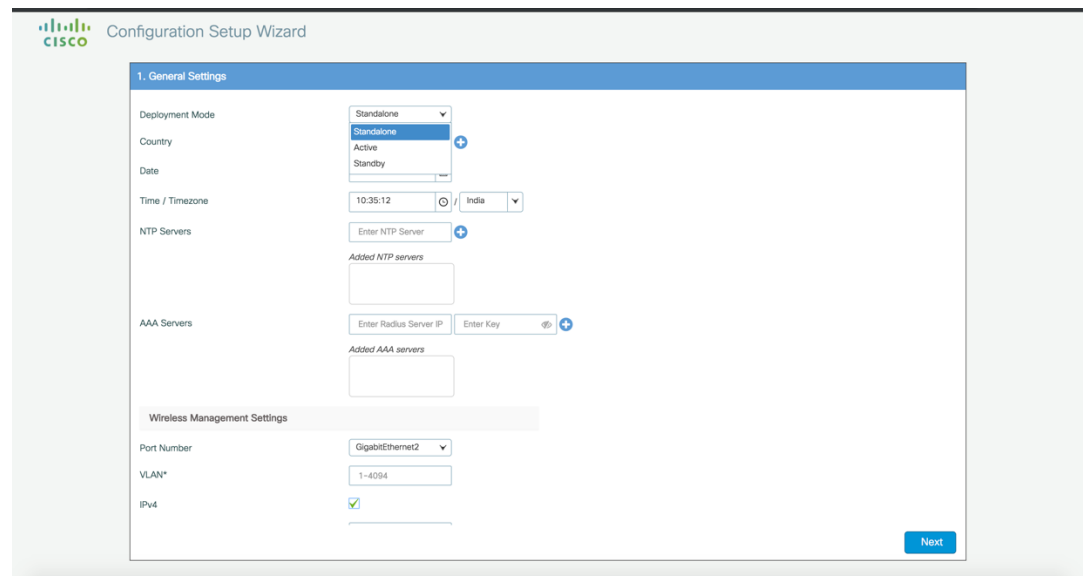 CISCO
Configuration Setup Wizard
1. General Settings
Deployment Mode
Standalone
Standalone
Active
Standby
Country
Date
Time / Timezone
10:35:12
/
India
NTP Servers
Enter NTP Server
Added NTP servers
AAA Servers
Enter Radius Server IP
Enter Key
Added AAA servers
Wireless Management Settings
Port Number
GigabitEthernet2
VLAN*
1-4094
IPv4
Next